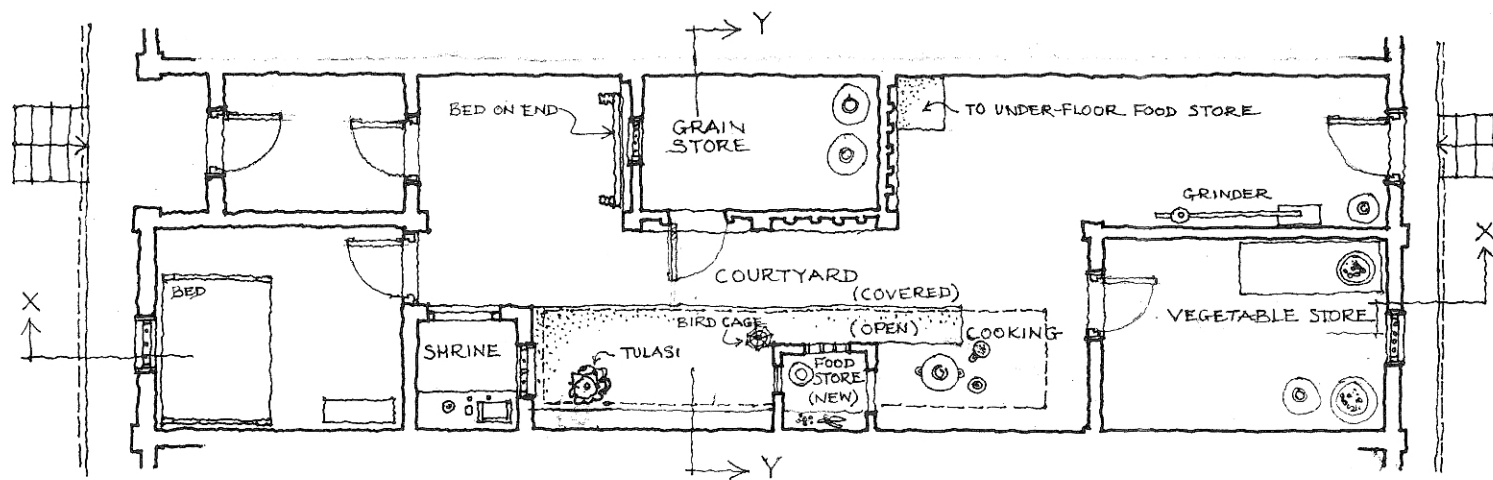 Y
BED ON END
GRAIN
STORE
TO UNDER-FLOOR FOOD STORE
GRINDER
X
X
BED
COURTYARD
(COVERED)
(OPEN)
BIRD CAGE
COOKING
VEGETABLE STORE
SHRINE
TULASI
FOOD
STORE
(NEW)
Y